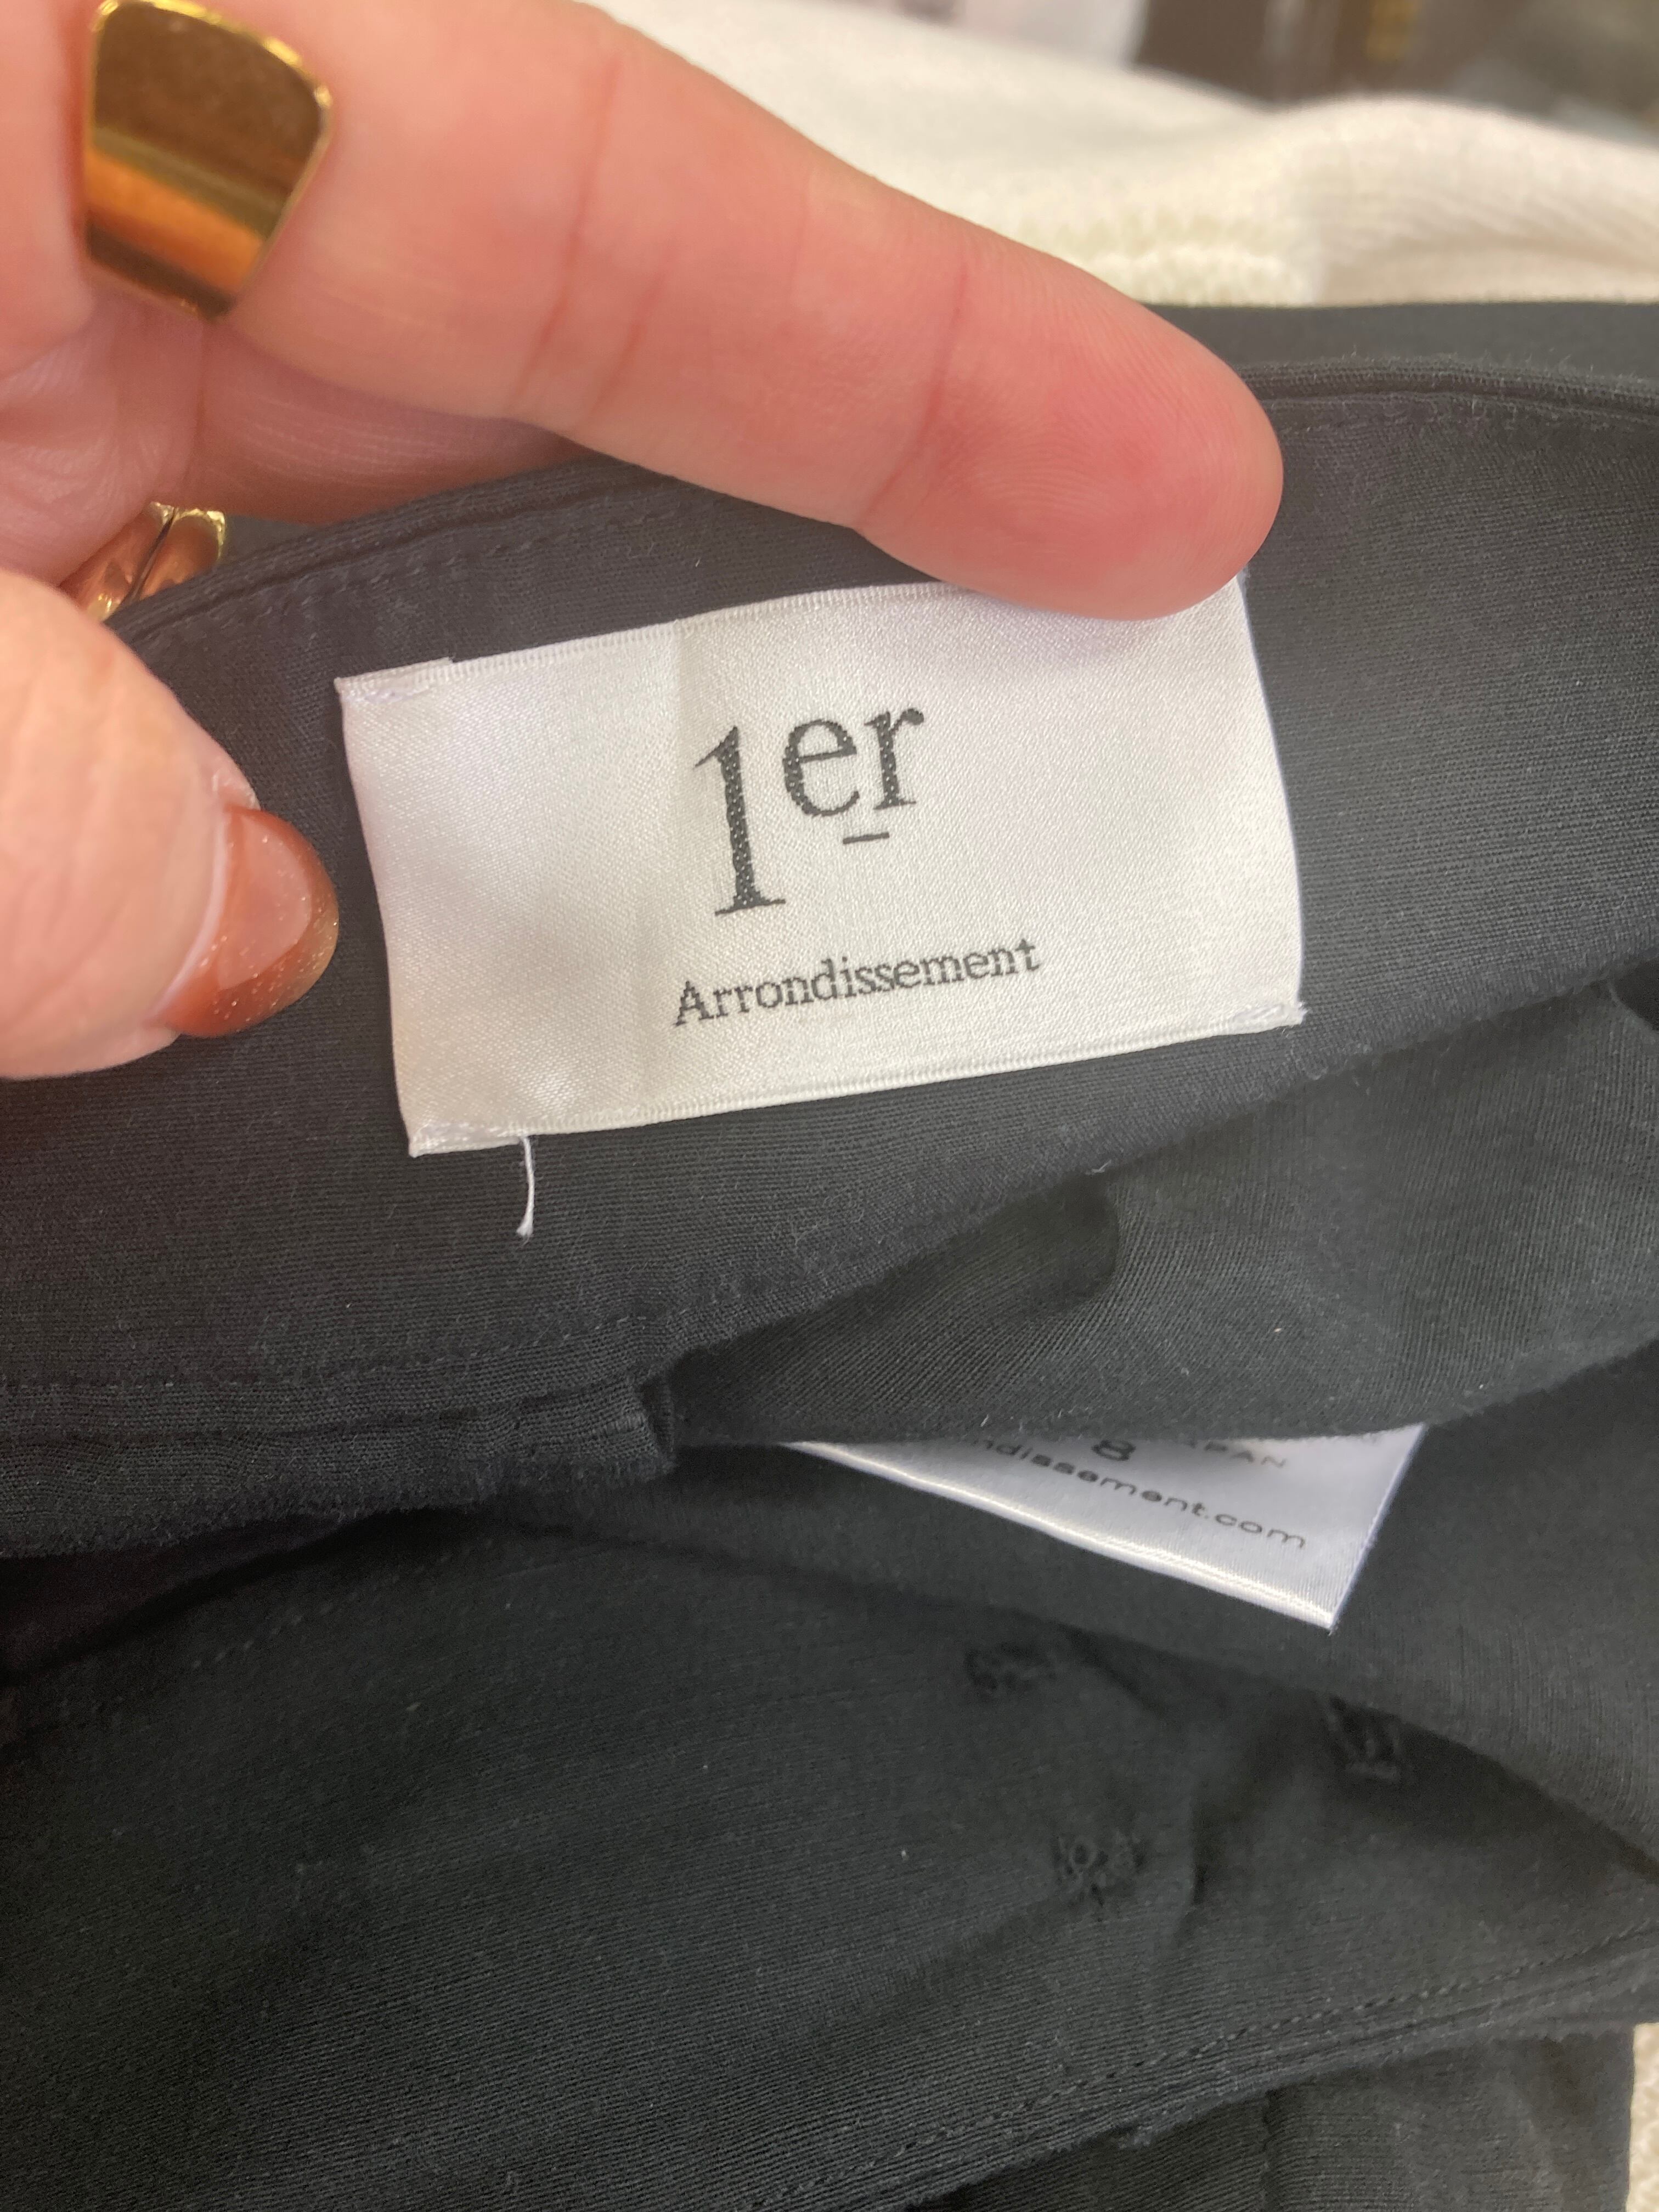 1er
Arrondissement
8
ndissement.com